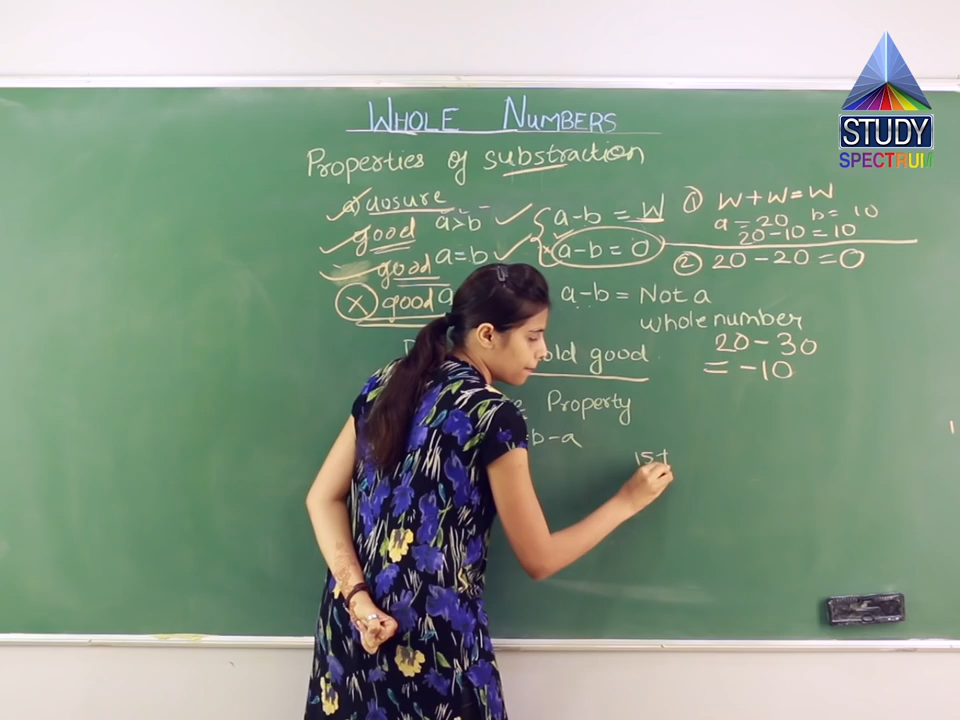 WHOLE NUMBERS
Properties of substraction
a) closure a>b a-b = W
good a=b a-b = 0
good
x good a a-b = Not a
whole number
old good
Property
=b-a
① W+W=W
a=20 b=10
20-10=10
② 20-20=0
20-30
=-10
15+
STUDY
SPECTRUM